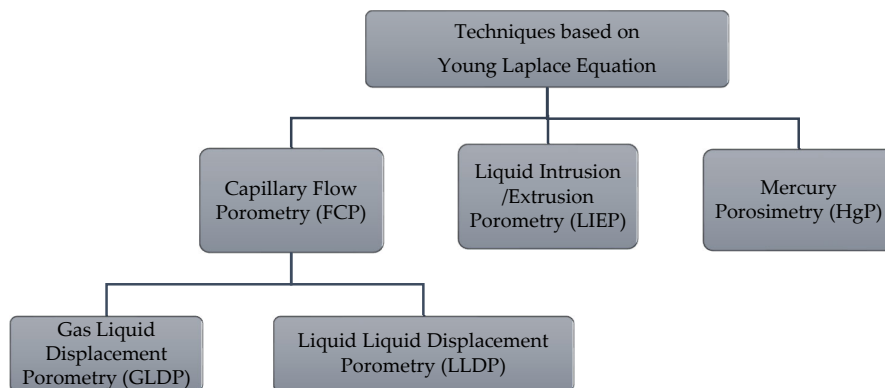 Techniques based on
Young Laplace Equation
Capillary Flow
Porometry (FCP)
Liquid Intrusion
/Extrusion
Porometry (LIEP)
Mercury
Porosimetry (HgP)
Gas Liquid
Displacement
Porometry (GLDP)
Liquid Liquid Displacement
Porometry (LLDP)